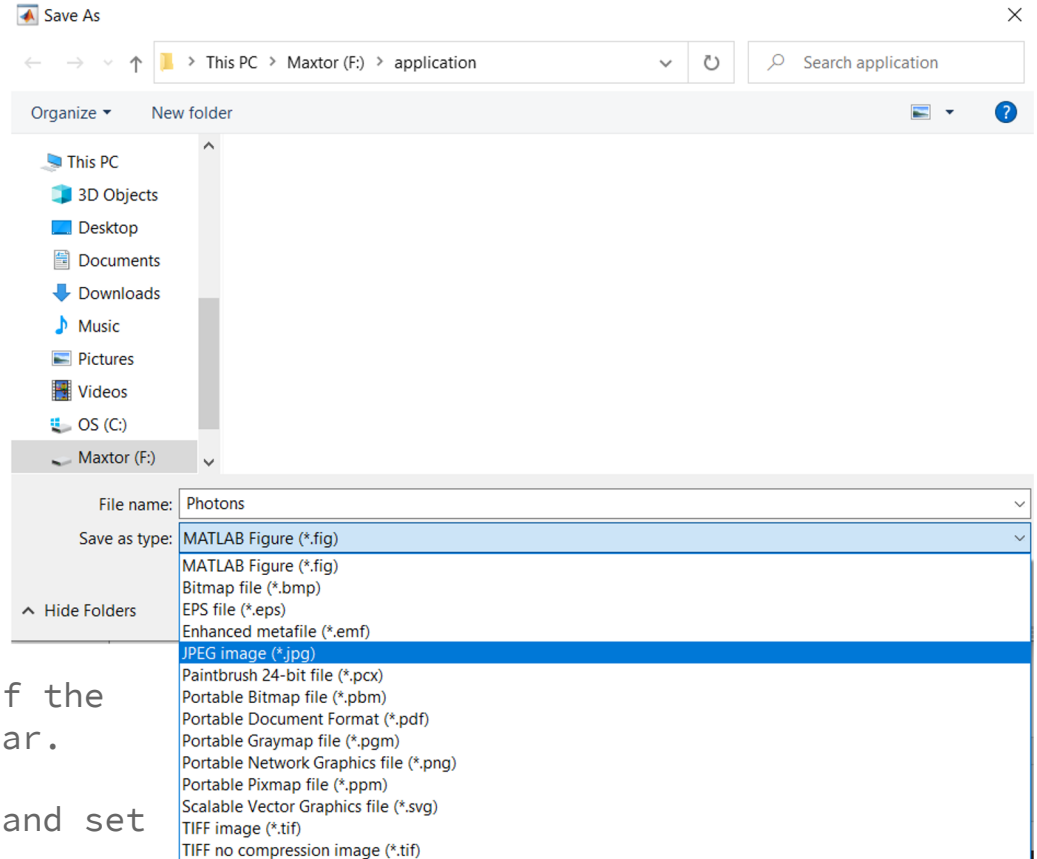 Save As
This PC > Maxtor (F:) > application
Search application
Organize
New folder
?
This PC
3D Objects
Desktop
Documents
Downloads
Music
Pictures
Videos
OS (C:)
Maxtor (F:)
File name: Photons
Save as type: MATLAB Figure (*.fig)
MATLAB Figure (*.fig)
Bitmap file (*.bmp)
EPS file (*.eps)
Hide Folders
Enhanced metafile (*.emf)
JPEG image (*.jpg)
Paintbrush 24-bit file (*.pcx)
Portable Bitmap file (*.pbm)
Portable Document Format (*.pdf)
Portable Graymap file (*.pgm)
Portable Network Graphics file (*.png)
Portable Pixmap file (*.ppm)
Scalable Vector Graphics file (*.svg)
TIFF image (*.tif)
TIFF no compression image (*.tif)
f the
ar.
and set